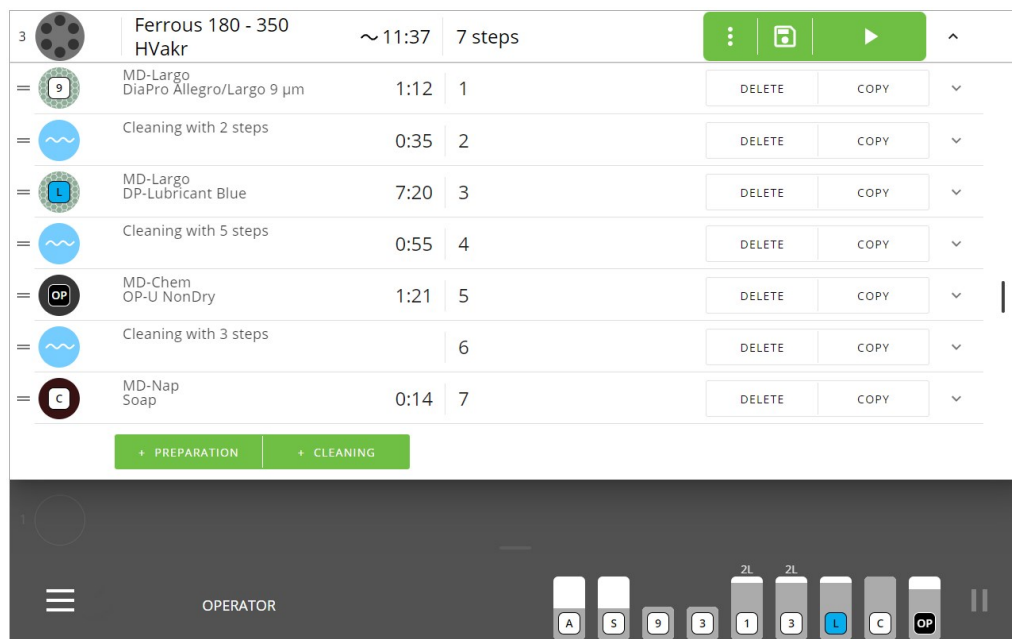 3 Ferrous 180 - 350 HVakr ~ 11:37 7 steps
9 MD-Largo
DiaPro Allegro/Largo 9 µm 1:12 1 DELETE COPY
Cleaning with 2 steps 0:35 2 DELETE COPY
L MD-Largo
DP-Lubricant Blue 7:20 3 DELETE COPY
Cleaning with 5 steps 0:55 4 DELETE COPY
OP MD-Chem
OP-U NonDry 1:21 5 DELETE COPY
Cleaning with 3 steps 6 DELETE COPY
C MD-Nap
Soap 0:14 7 DELETE COPY
+ PREPARATION + CLEANING
1
2L 2L
OPERATOR A S 9 3 1 3 L C OP